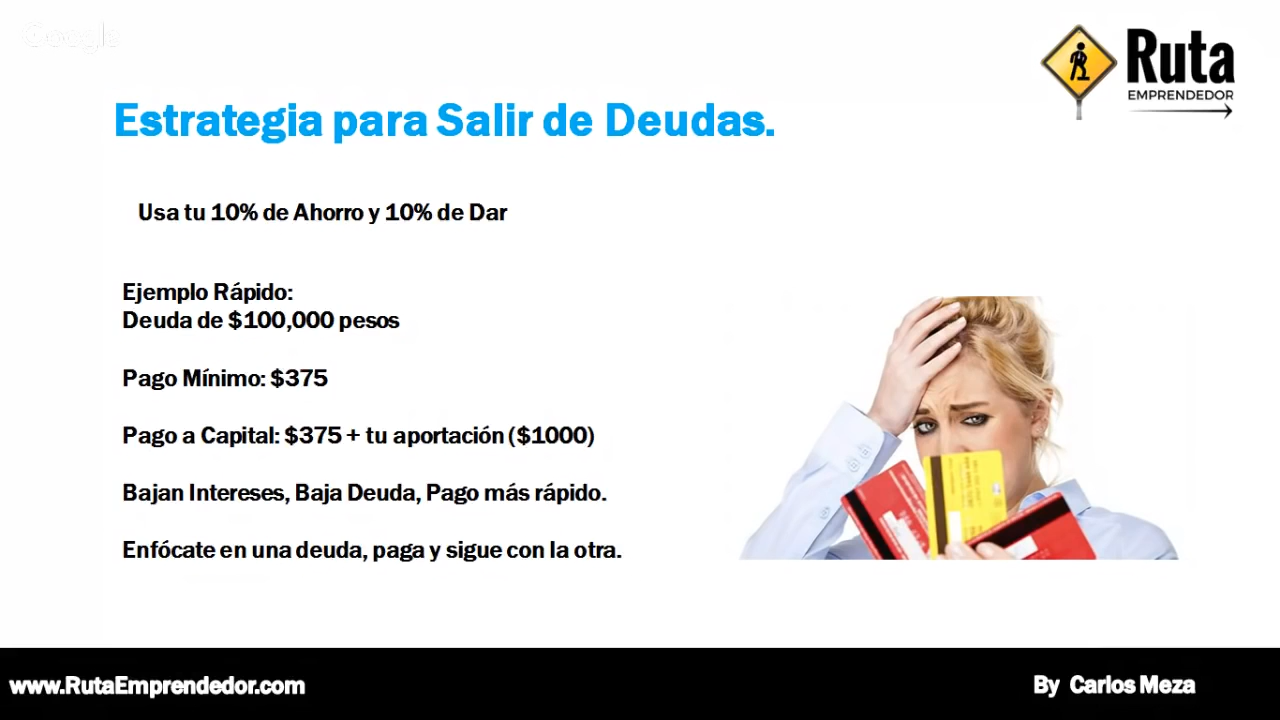 Google
Ruta
EMPRENDEDOR
Estrategia para Salir de Deudas.
Usa tu 10% de Ahorro y 10% de Dar
Ejemplo Rápido:
Deuda de $100,000 pesos
Pago Mínimo: $375
Pago a Capital: $375 + tu aportación ($1000)
Bajan Intereses, Baja Deuda, Pago más rápido.
Enfócate en una deuda, paga y sigue con la otra.
www.RutaEmprendedor.com
By Carlos Meza